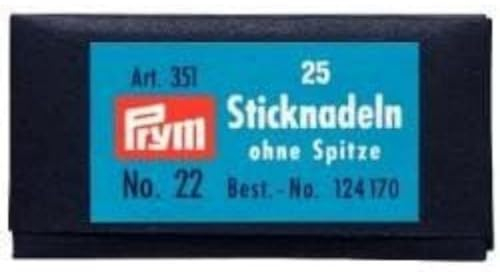 Art. 351
25
Prym
Sticknadeln
ohne Spitze
No. 22
Best.-No. 124170